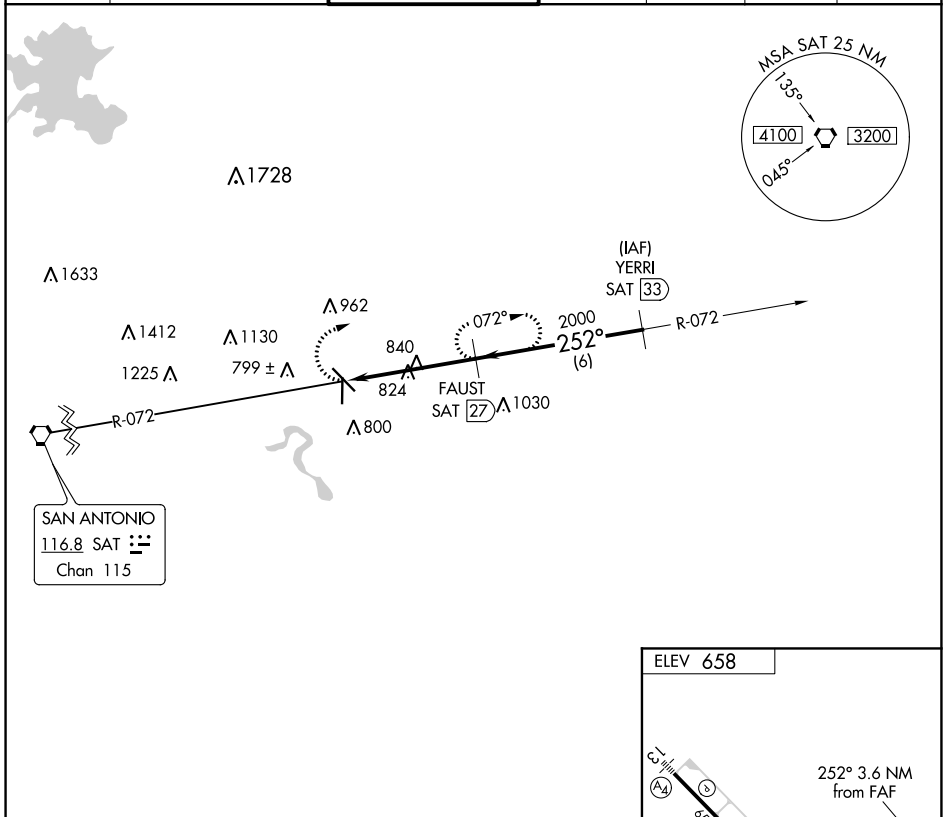 MSA SAT 25 NM
135°
4100
3200
045°
1728
(IAF)
YERRI
SAT 33
1633
962
072°
2000
R-072
252°
(6)
1412
1130
840
1225
799 ±
824
FAUST
SAT 27
1030
R-072
800
SAN ANTONIO
116.8 SAT
Chan 115
ELEV 658
13
A4
P
252° 3.6 NM
from FAF